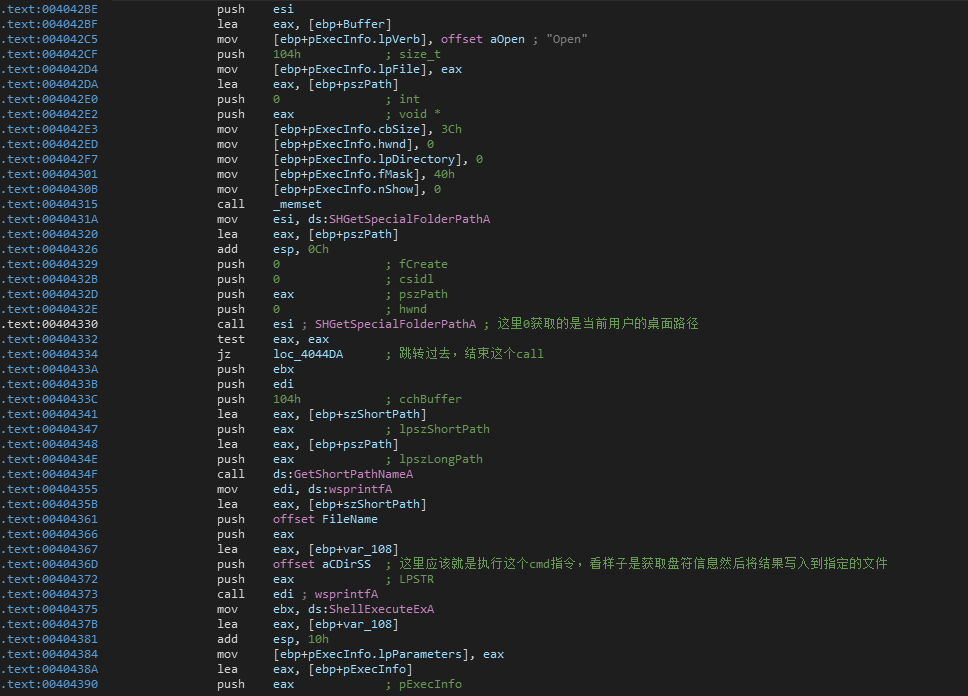 .text:004042BE push esi
.text:004042BF lea eax, [ebp+Buffer]
.text:004042C5 mov [ebp+pExecInfo.lpVerb], offset aOpen ; "Open"
.text:004042CF push 104h ; size_t
.text:004042D4 mov [ebp+pExecInfo.lpFile], eax
.text:004042DA lea eax, [ebp+pszPath]
.text:004042E0 push 0 ; int
.text:004042E2 push eax ; void *
.text:004042E3 mov [ebp+pExecInfo.cbSize], 3Ch
.text:004042ED mov [ebp+pExecInfo.hwnd], 0
.text:004042F7 mov [ebp+pExecInfo.lpDirectory], 0
.text:00404301 mov [ebp+pExecInfo.fMask], 40h
.text:0040430B mov [ebp+pExecInfo.nShow], 0
.text:00404315 call _memset
.text:0040431A mov esi, ds:SHGetSpecialFolderPathA
.text:00404320 lea eax, [ebp+pszPath]
.text:00404326 add esp, 0Ch
.text:00404329 push 0 ; fCreate
.text:0040432B push 0 ; csidl
.text:0040432D push eax ; pszPath
.text:0040432E push 0 ; hwnd
.text:00404330 call esi ; SHGetSpecialFolderPathA ; 这里0获取的是当前用户的桌面路径
.text:00404332 test eax, eax
.text:00404334 jz loc_4044DA ; 跳转过去，结束这个call
.text:0040433A push ebx
.text:0040433B push edi
.text:0040433C push 104h ; cchBuffer
.text:00404341 lea eax, [ebp+szShortPath]
.text:00404347 push eax ; lpszShortPath
.text:00404348 lea eax, [ebp+pszPath]
.text:0040434E push eax ; lpszLongPath
.text:0040434F call ds:GetShortPathNameA
.text:00404355 mov edi, ds:wsprintfA
.text:0040435B lea eax, [ebp+szShortPath]
.text:00404361 push offset FileName
.text:00404366 push eax
.text:00404367 lea eax, [ebp+var_108]
.text:0040436D push offset aCDirSS ; 这里应该就是执行这个cmd指令，看样子是获取盘符信息然后将结果写入到指定的文件
.text:00404372 push eax ; LPSTR
.text:00404373 call edi ; wsprintfA
.text:00404375 mov ebx, ds:ShellExecuteExA
.text:0040437B lea eax, [ebp+var_108]
.text:00404381 add esp, 10h
.text:00404384 mov [ebp+pExecInfo.lpParameters], eax
.text:0040438A lea eax, [ebp+pExecInfo]
.text:00404390 push eax ; pExecInfo